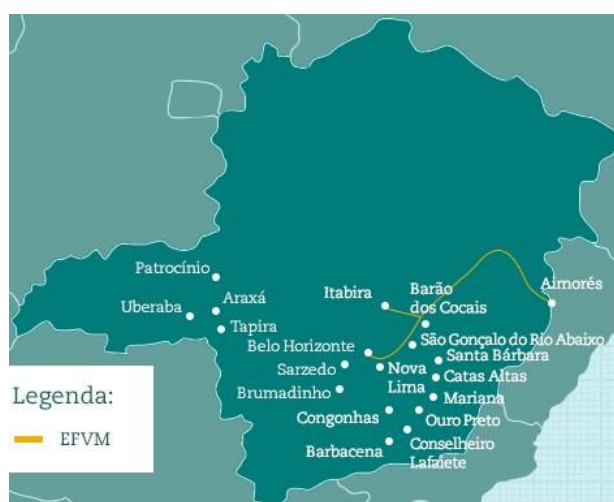 Patrocínio
Araxá
Uberaba
Tapira
Itabira
Barão
dos Cocais
Aimorés
São Gonçalo do Rio Abaixo
Belo Horizonte
Santa Bárbara
Sarzedo
Nova
Lima
Catas Altas
Brumadinho
Mariana
Congonhas
Ouro Preto
Barbacena
Conselheiro
Lafaiete
Legenda:
EFVM